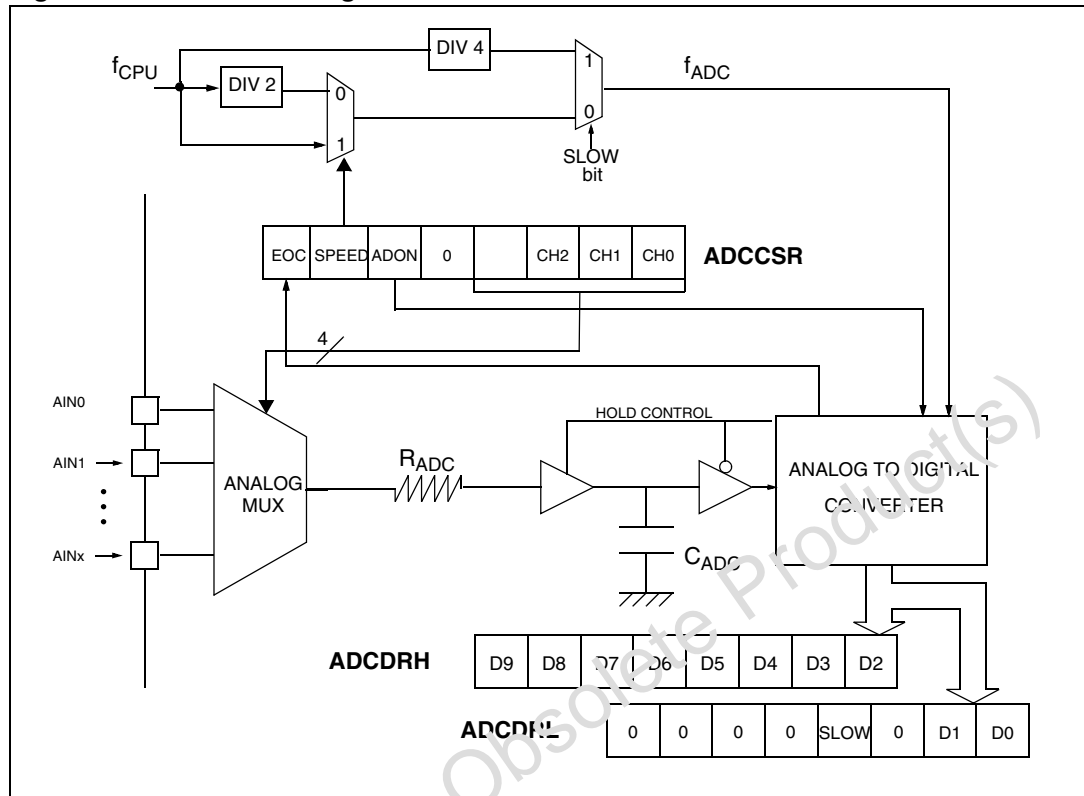 DIV 4
fCPU
DIV 2
0
1
1
0
fADC
SLOW
bit
EOC SPEED ADON 0 CH2 CH1 CH0 ADCCSR
4
AIN0
AIN1
AINx
ANALOG
MUX
RADC
HOLD CONTROL
CADC
ANALOG TO DIGITAL
CONVERTER
ADCDRH D9 D8 D7 D6 D5 D4 D3 D2
ADCDRL 0 0 0 0 SLOW 0 D1 D0
Obsolete Product(s)